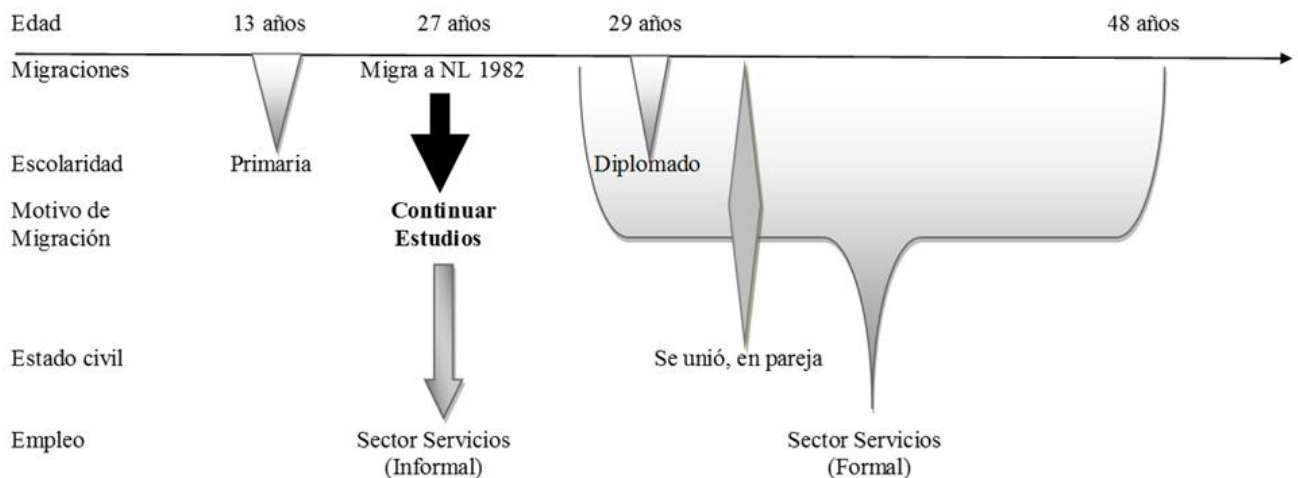 Edad 13 años 27 años 29 años 48 años
Migraciones Migra a NL 1982
Escolaridad Primaria Diplomado
Motivo de Continuar
Migración Estudios
Estado civil Se unió, en pareja
Empleo Sector Servicios Sector Servicios
(Informal) (Formal)